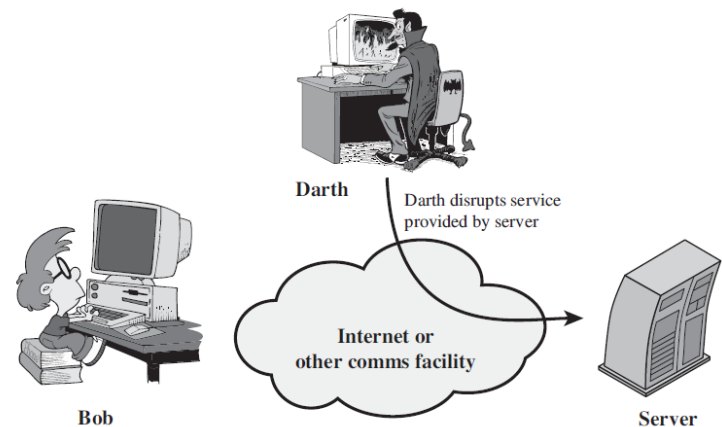 Darth
Darth disrupts service
provided by server
Internet or
other comms facility
Bob
Server